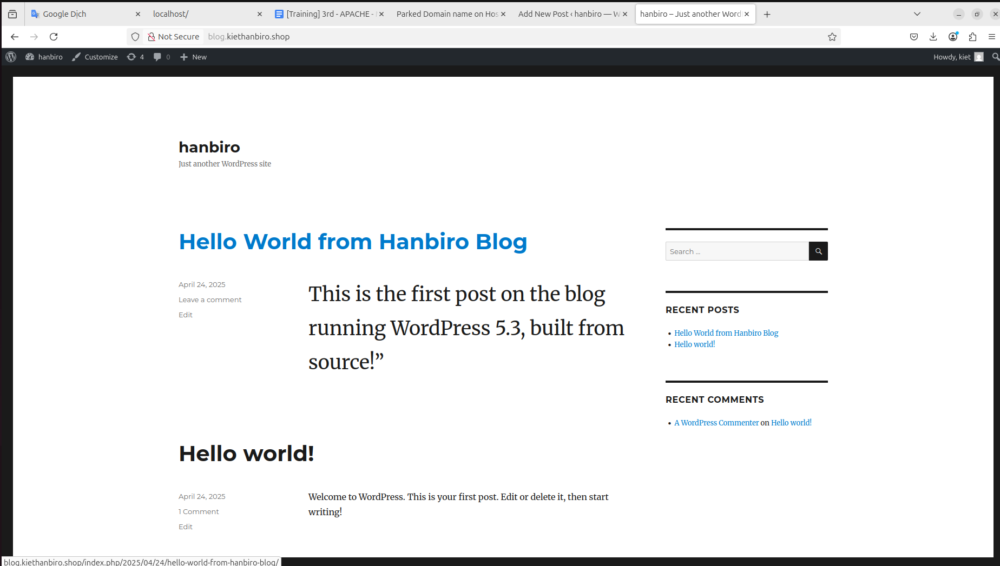 Google Dịch
localhost/
[Training] 3rd - APACHE -
Parked Domain name on Hos
Add New Post ‹ hanbiro — W
hanbiro – Just another Word
Not Secure
blog.kiethanbiro.shop
hanbiro
Customize
4
0
New
Howdy, kiet
hanbiro
Just another WordPress site
Hello World from Hanbiro Blog
April 24, 2025
Leave a comment
Edit
This is the first post on the blog
running WordPress 5.3, built from
source!”
Hello world!
April 24, 2025
1 Comment
Edit
Welcome to WordPress. This is your first post. Edit or delete it, then start
writing!
Search …
RECENT POSTS
Hello World from Hanbiro Blog
Hello world!
RECENT COMMENTS
A WordPress Commenter on Hello world!
blog.kiethanbiro.shop/index.php/2025/04/24/hello-world-from-hanbiro-blog/